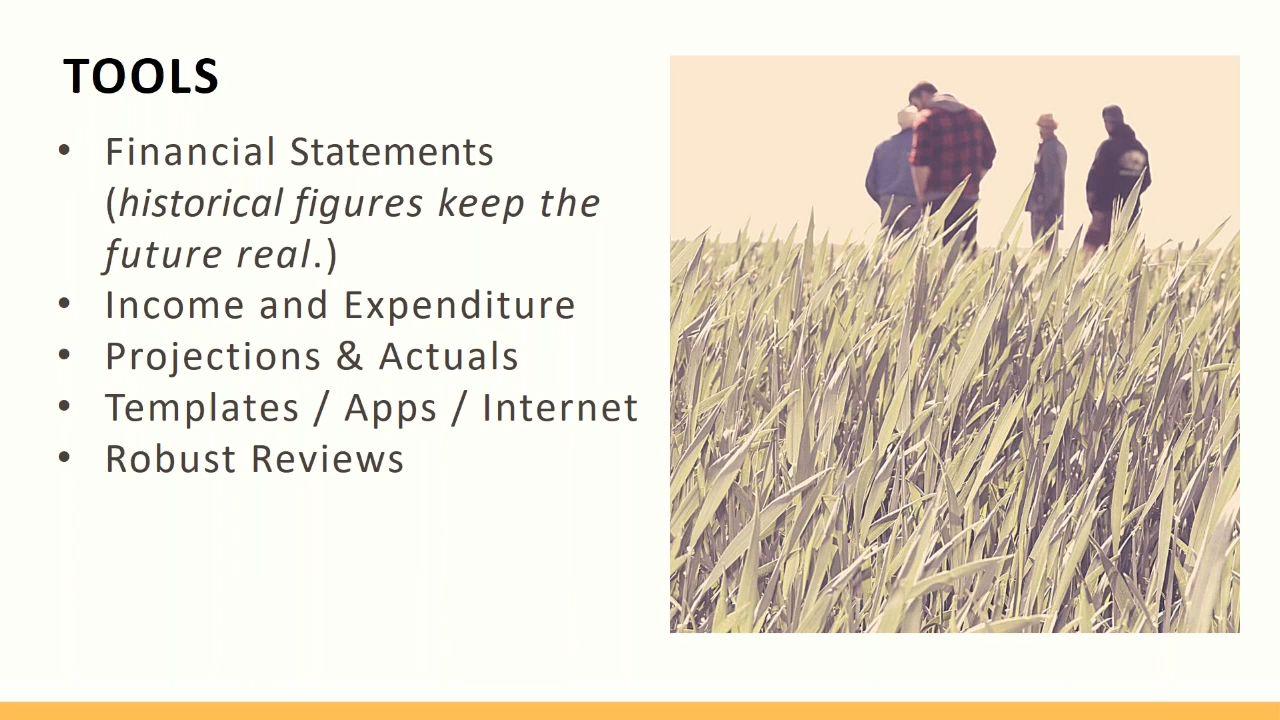 TOOLS
• Financial Statements
(historical figures keep the
future real.)
• Income and Expenditure
• Projections & Actuals
• Templates / Apps / Internet
• Robust Reviews